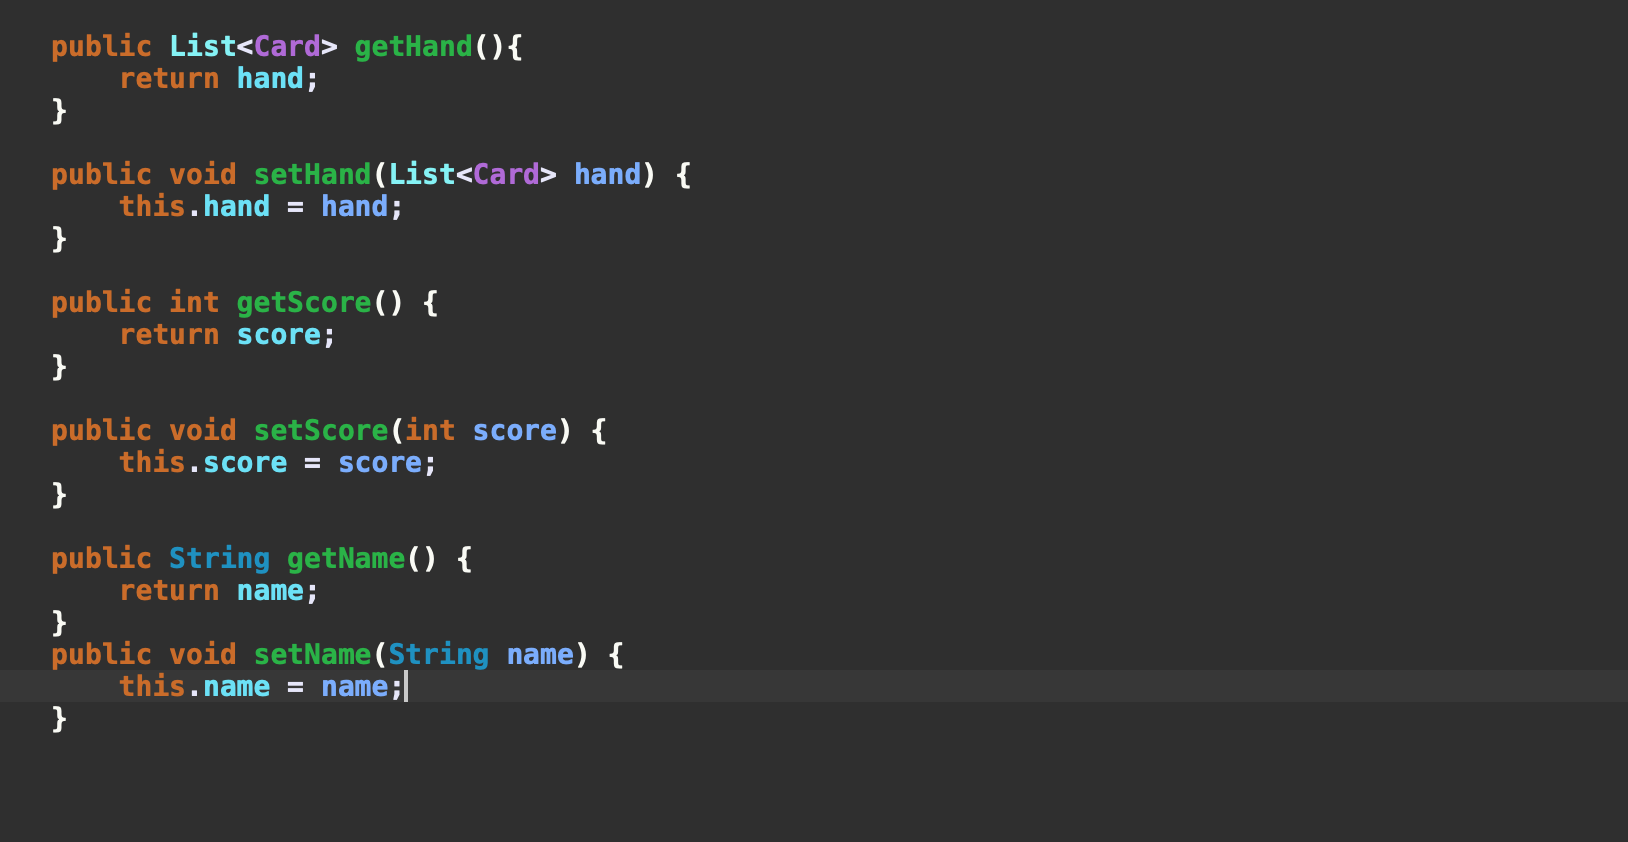 public List<Card> getHand(){
    return hand;
}

public void setHand(List<Card> hand) {
    this.hand = hand;
}

public int getScore() {
    return score;
}

public void setScore(int score) {
    this.score = score;
}

public String getName() {
    return name;
}
public void setName(String name) {
    this.name = name;
}